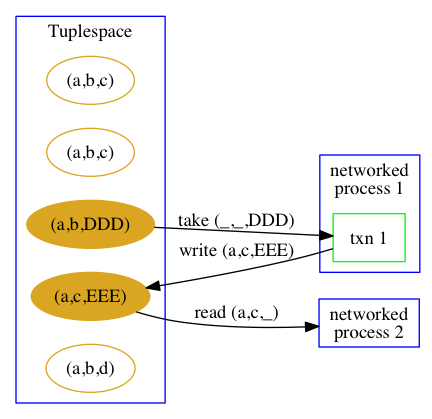 Tuplespace
(a,b,c)
(a,b,c)
(a,b,DDD)
(a,c,EEE)
(a,b,d)
take (_,_,DDD)
write (a,c,EEE)
read (a,c,_)
networked
process 1
txn 1
networked
process 2